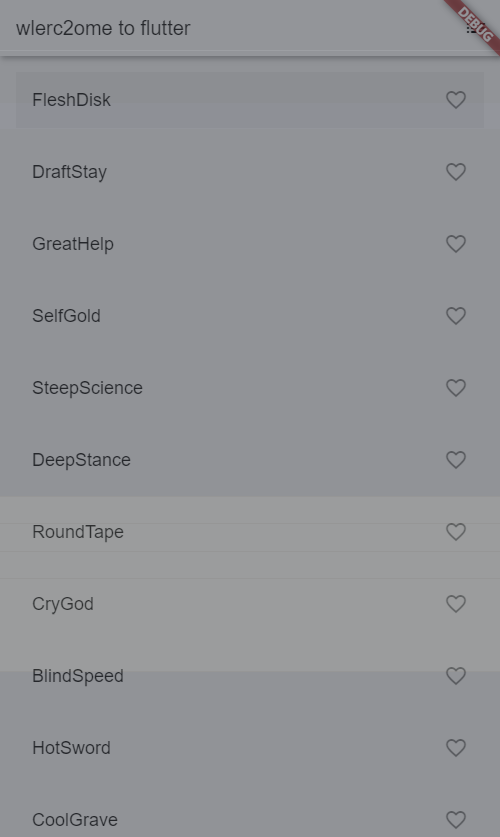 wlerc2ome to flutter
DEBUG
FleshDisk
DraftStay
GreatHelp
SelfGold
SteepScience
DeepStance
RoundTape
CryGod
BlindSpeed
HotSword
CoolGrave